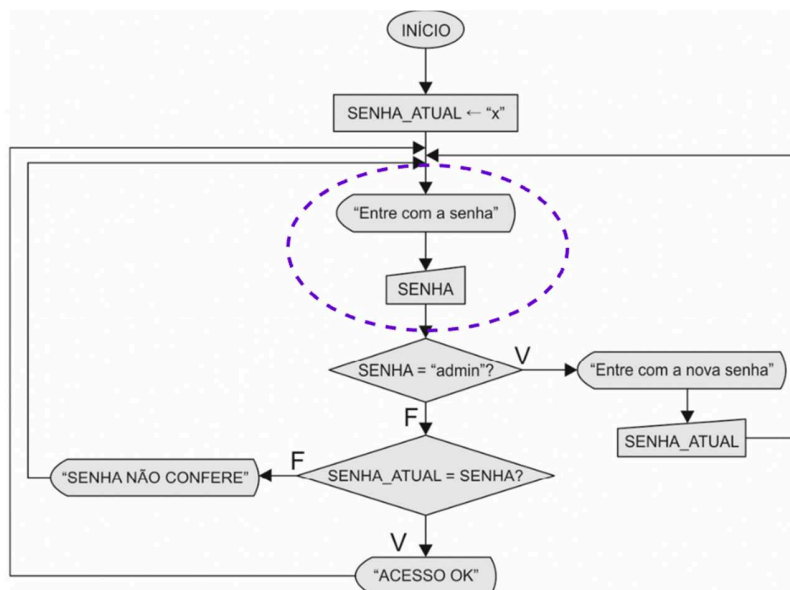 INÍCIO
SENHA_ATUAL ← “x”
“Entre com a senha”
SENHA
SENHA = “admin”?
V
“Entre com a nova senha”
F
SENHA_ATUAL
“SENHA NÃO CONFERE”
F
SENHA_ATUAL = SENHA?
V
“ACESSO OK”